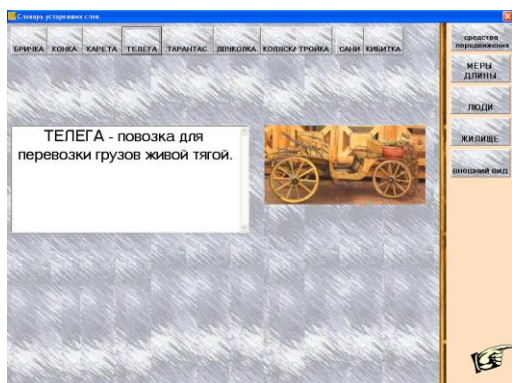 Словарь устаревших слов.
БРИЧКА КОНКА КАРЕТА ТЕЛЕГА ТАРАНТАС ДВУКОЛКА КОЛЯСКА ТРОЙКА САНИ КИБИТКА
средства
передвижения
МЕРЫ
ДЛИНЫ
ЛЮДИ
ЖИЛИЩЕ
внешний вид
ТЕЛЕГА - повозка для
перевозки грузов живой тягой.